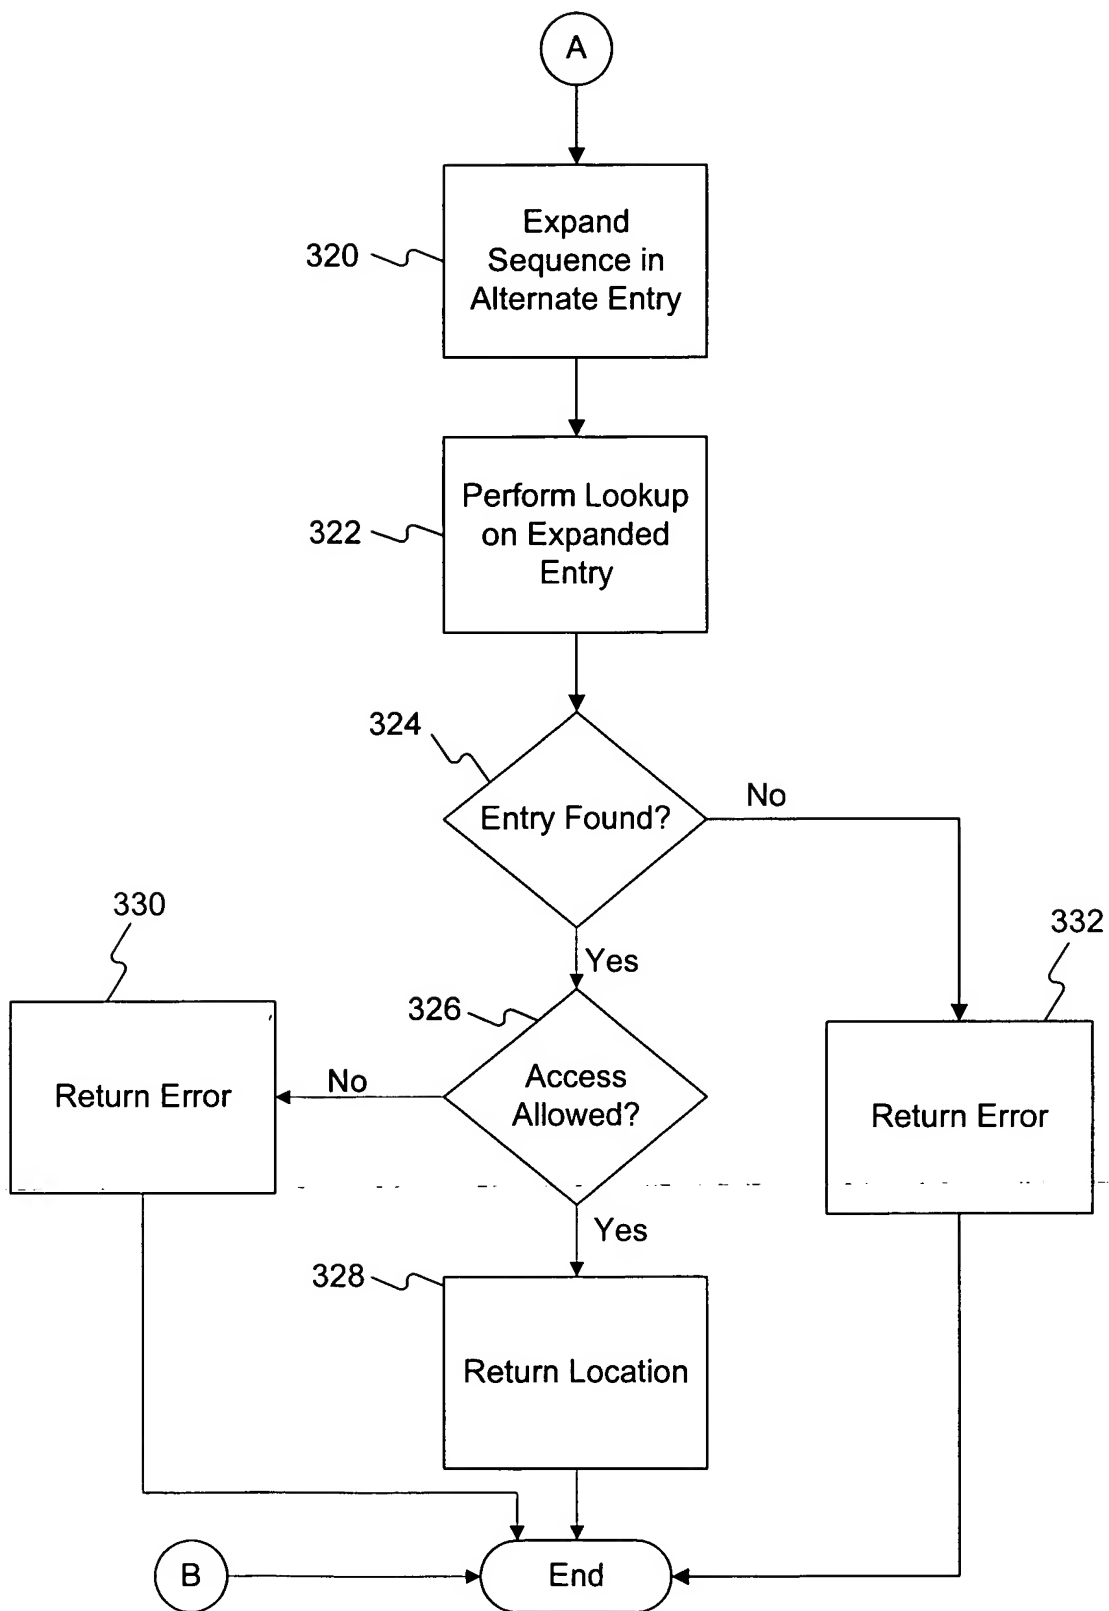 A
320
Expand
Sequence in
Alternate Entry
322
Perform Lookup
on Expanded
Entry
324
Entry Found?
No
Yes
330
332
326
Return Error
No
Access
Allowed?
Return Error
Yes
328
Return Location
B
End